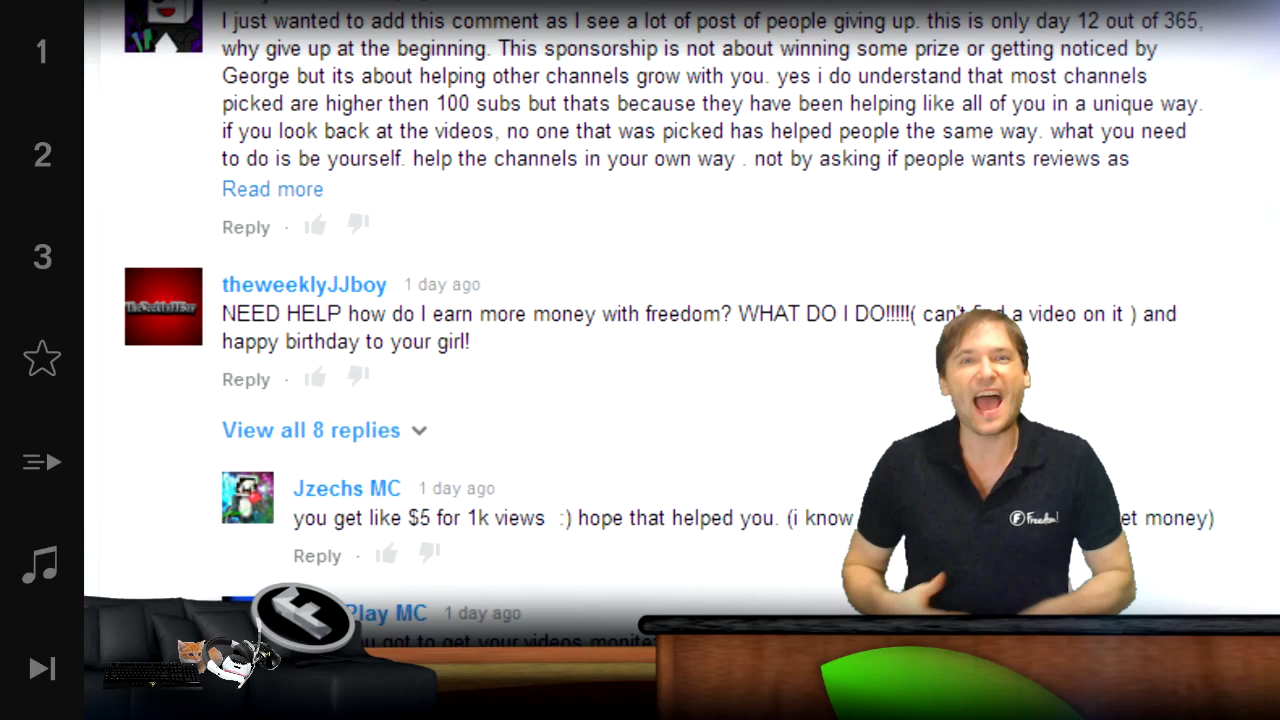 I just wanted to add this comment as I see a lot of post of people giving up. this is only day 12 out of 365,
why give up at the beginning. This sponsorship is not about winning some prize or getting noticed by
George but its about helping other channels grow with you. yes i do understand that most channels
picked are higher then 100 subs but thats because they have been helping like all of you in a unique way.
if you look back at the videos, no one that was picked has helped people the same way. what you need
to do is be yourself. help the channels in your own way . not by asking if people wants reviews as
Read more
Reply ·
theweeklyJJboy 1 day ago
NEED HELP how do I earn more money with freedom? WHAT DO I DO!!!!!( can't find a video on it ) and
happy birthday to your girl!
Reply ·
View all 8 replies
Jzechs MC 1 day ago
you get like $5 for 1k views :) hope that helped you. (i know et money)
Reply ·
Play MC 1 day ago
got to get your videos
1
2
3
TheWeeklyJJBoy
Freedom!
F